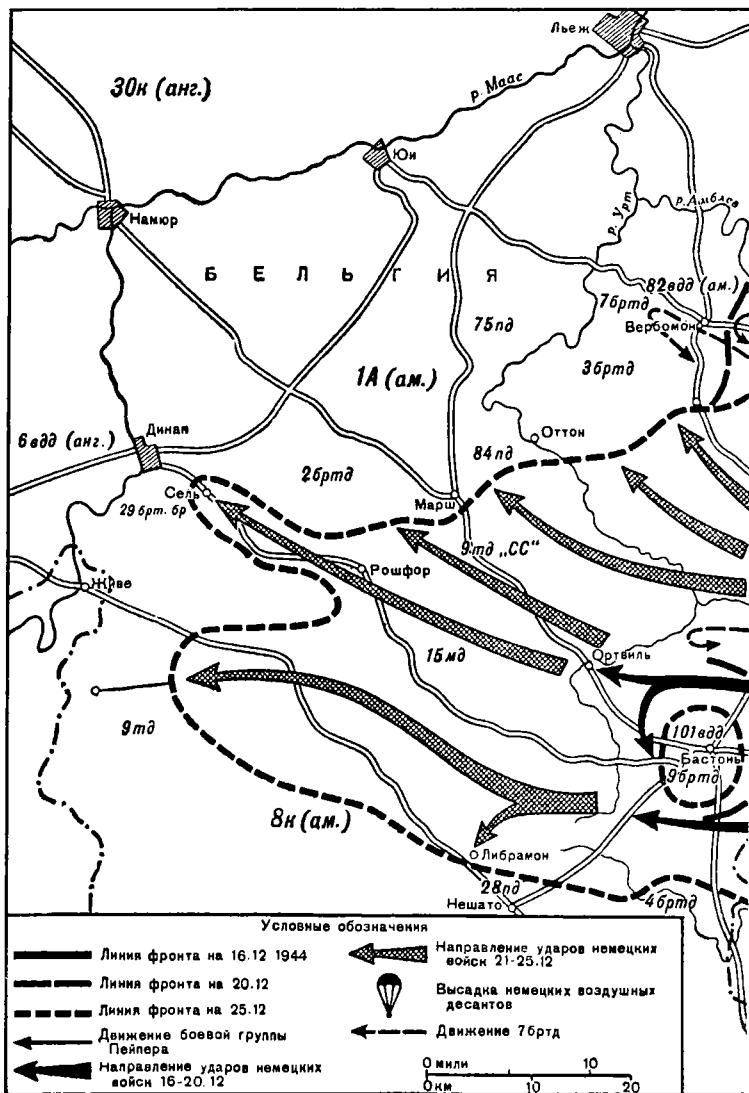 Льеж
30к (анг.)
р. Маас
Юи
Намюр
р. Урт
р. Амблев
БЕЛЬГИЯ
82вдд (ам.)
7бртд
75пд
Вербомон
3бртд
1А (ам.)
6вдд (анг.)
Динан
Оттон
84пд
2бртд
Сель
Марш
29 брт. бр
9тд „СС“
Живе
Рошфор
15мд
Ортвиль
9тд
101вдд
Бастонь
9бртд
8к (ам.)
Либрамон
28пд
4бртд
Нешато
Условные обозначения
Линия фронта на 16.12 1944
Линия фронта на 20.12
Линия фронта на 25.12
Движение боевой группы
Пейпера
Направление ударов немецких
войск 16-20.12
Направление ударов немецких
войск 21-25.12
Высадка немецких воздушных
десантов
Движение 7бртд
0 мили 10
0 км 10 20